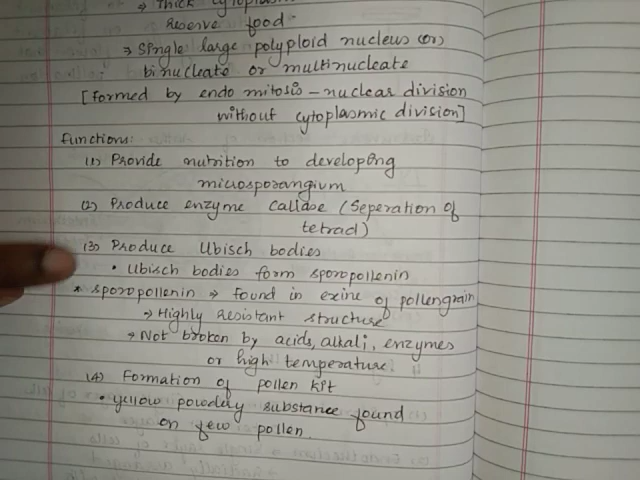 → Thick cytoplasm
Reserve food.
→ Single large polyploid nucleus (or)
binucleate or multinucleate
[formed by endo mitosis - nuclear division
without cytoplasmic division]
functions:
(1) Provide nutrition to developing
microsporangium
(2) Produce enzyme callase (Seperation of
tetrad)
(3) Produce Ubisch bodies
• Ubisch bodies form sporopollenin
* sporopollenin → found in exine of pollengrain
→ Highly Resistant structure
→ Not broken by acids, alkali, enzymes
or high temperature.
(4) Formation of pollen kit
• yellow powdery substance found
on few pollen.